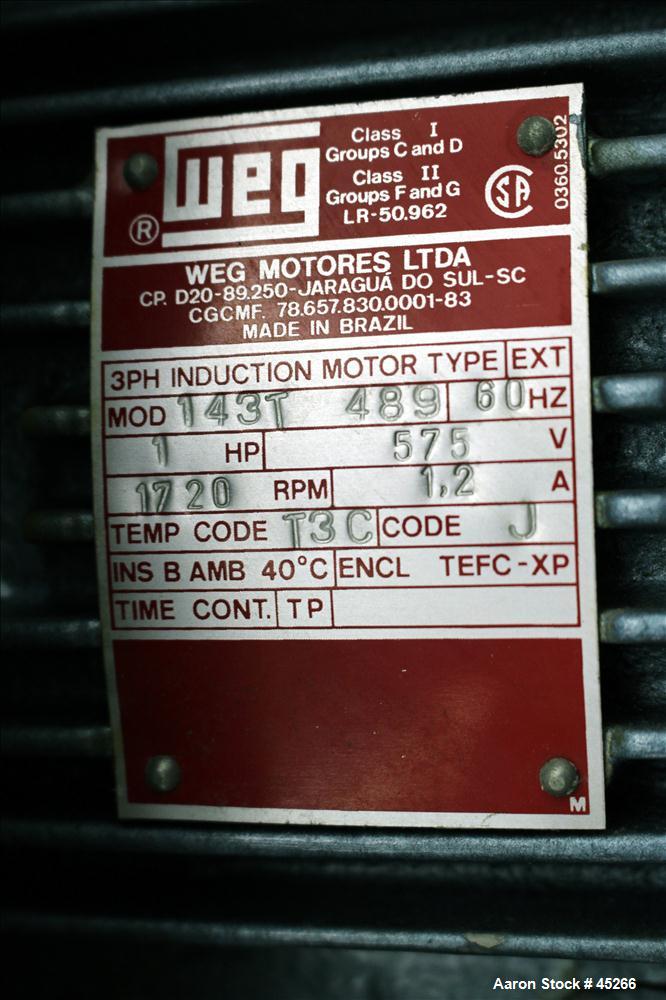 weg
®
Class I
Groups C and D
Class II
Groups F and G
LR-50.962
CSA
0360.5302
WEG MOTORES LTDA
CP. D20-89.250-JARAGUÁ DO SUL-SC
CGCMF. 78.657.830.0001-83
MADE IN BRAZIL
3PH INDUCTION MOTOR TYPE EXT
MOD 143T 489 60 HZ
1 HP 575 V
1720 RPM 1,2 A
TEMP CODE T3C CODE J
INS B AMB 40°C ENCL TEFC-XP
TIME CONT. TP
M
Aaron Stock # 45266